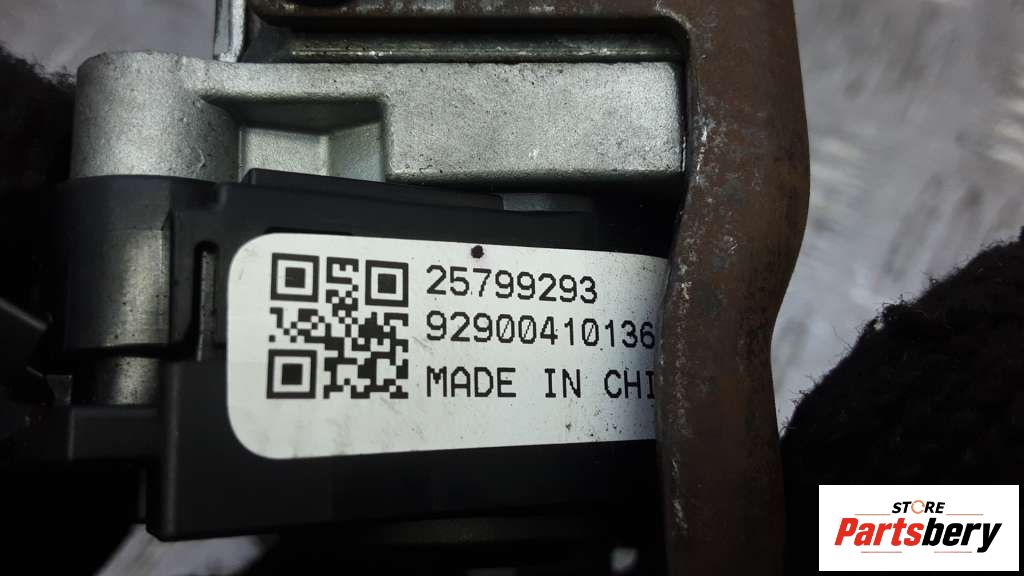 25799293
92900410136
MADE IN CHI
STORE
Partsbery